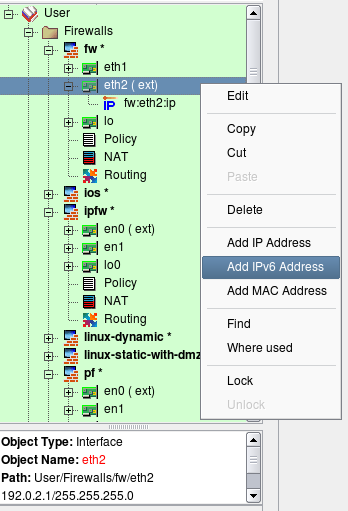 User
Firewalls
fw *
eth1
eth2 ( ext)
fw:eth2:ip
lo
Policy
NAT
Routing
ios *
ipfw *
en0 ( ext)
en1
lo0
Policy
NAT
Routing
linux-dynamic *
linux-static-with-dmz
pf *
en0 ( ext)
en1
Edit
Copy
Cut
Paste
Delete
Add IP Address
Add IPv6 Address
Add MAC Address
Find
Where used
Lock
Unlock
Object Type: Interface
Object Name: eth2
Path: User/Firewalls/fw/eth2
192.0.2.1/255.255.255.0